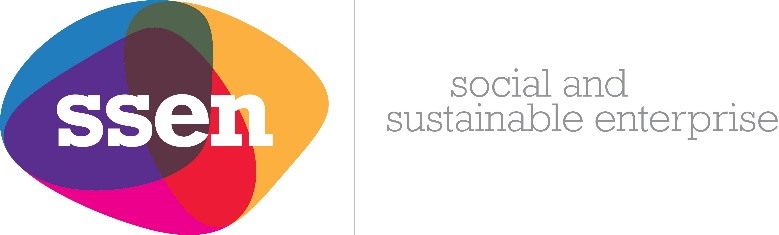 ssen
social and
sustainable enterprise